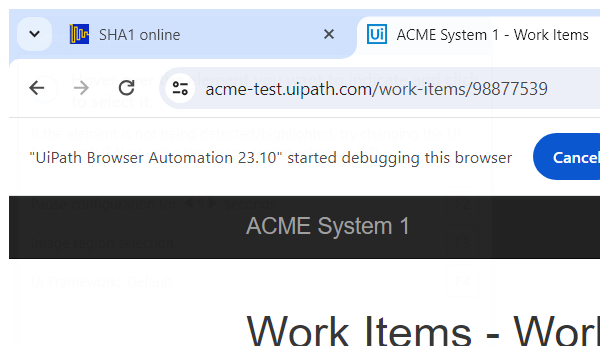 SHA1 online
Ui ACME System 1 - Work Items
acme-test.uipath.com/work-items/98877539
"UiPath Browser Automation 23.10" started debugging this browser
Cancel
ACME System 1
Work Items - Wor